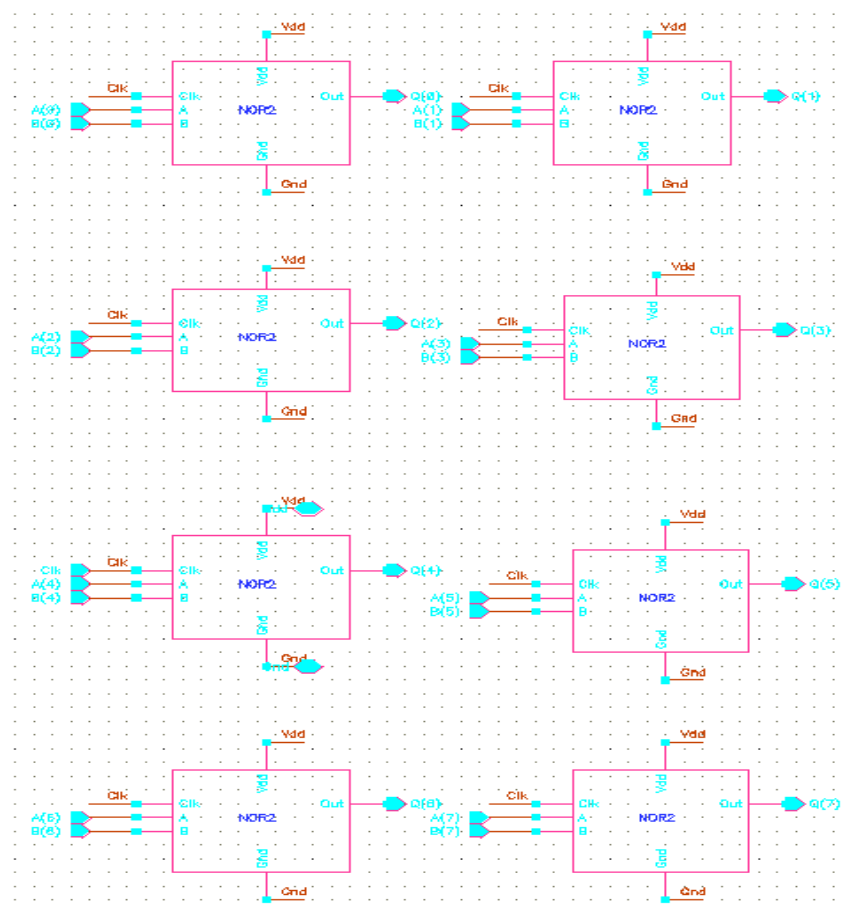 Vdd
Clk Vdd
Clk Out Q(0)
A(0) A NOR2
B(0) B
Gnd
Gnd
Vdd
Clk Vdd
Clk Out Q(1)
A(1) A NOR2
B(1) B
Gnd
Gnd
Vdd
Clk Vdd
Clk Out Q(2)
A(2) A NOR2
B(2) B
Gnd
Gnd
Vdd
Clk Vdd
Clk Out Q(3)
A(3) A NOR2
B(3) B
Gnd
Gnd
Vdd
Vdd
Clk Clk Clk Out Q(4)
A(4) A NOR2
B(4) B
Gnd
Gnd
Gnd
Vdd
Clk Vdd
Clk Out Q(5)
A(5) A NOR2
B(5) B
Gnd
Gnd
Vdd
Clk Vdd
Clk Out Q(6)
A(6) A NOR2
B(6) B
Gnd
Gnd
Vdd
Clk Vdd
Clk Out Q(7)
A(7) A NOR2
B(7) B
Gnd
Gnd